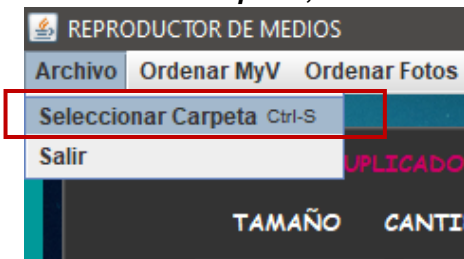 REPRODUCTOR DE MEDIOS
Archivo Ordenar MyV Ordenar Fotos
Seleccionar Carpeta Ctrl-S
Salir
TAMAÑO